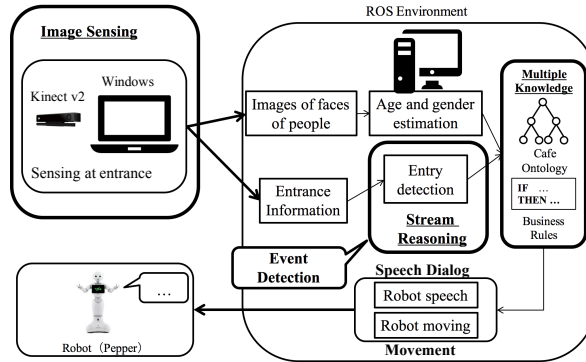 ROS Environment
Image Sensing
Windows
Kinect v2
Sensing at entrance
Images of faces
of people
Age and gender
estimation
Multiple
Knowledge
Cafe
Ontology
IF …
THEN …
Business
Rules
Entrance
Information
Entry
detection
Stream
Reasoning
Event
Detection
Speech Dialog
Robot speech
Robot moving
Movement
…
Robot（Pepper）